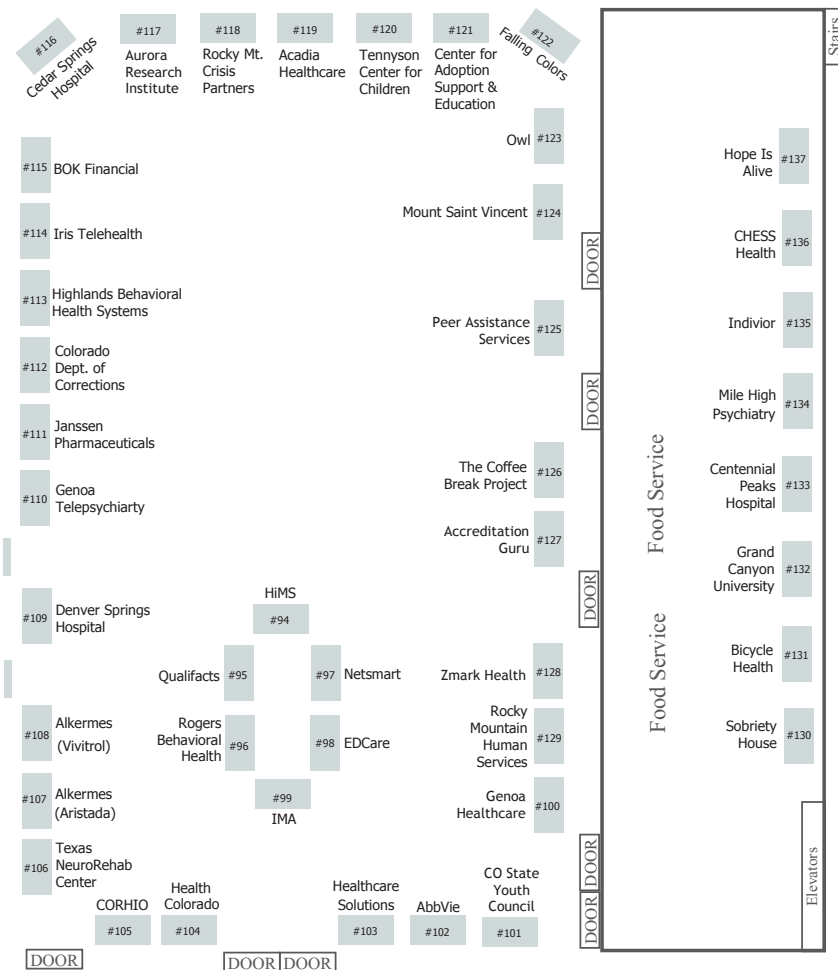 #116
Cedar Springs
Hospital
#117
Aurora
Research
Institute
#118
Rocky Mt.
Crisis
Partners
#119
Acadia
Healthcare
#120
Tennyson
Center for
Children
#121
Center for
Adoption
Support &
Education
#122
Falling Colors
Stairs
#115 BOK Financial
#114 Iris Telehealth
#113 Highlands Behavioral
Health Systems
#112 Colorado
Dept. of
Corrections
#111 Janssen
Pharmaceuticals
#110 Genoa
Telepsychiarty
#109 Denver Springs
Hospital
#108 Alkermes
(Vivitrol)
#107 Alkermes
(Aristada)
#106 Texas
NeuroRehab
Center
HiMS
#94
Qualifacts #95
#97 Netsmart
Rogers
Behavioral
Health
#96
#98 EDCare
#99
IMA
Owl #123
Mount Saint Vincent #124
Peer Assistance
Services
#125
The Coffee
Break Project
#126
Accreditation
Guru
#127
Zmark Health #128
Rocky
Mountain
Human
Services
#129
Genoa
Healthcare
#100
CORHIO
#105
Health
Colorado
#104
Healthcare
Solutions
#103
AbbVie
#102
CO State
Youth
Council
#101
DOOR
DOOR DOOR
DOOR
DOOR
DOOR
DOOR DOOR
DOOR DOOR
Food Service
Food Service
Hope Is
Alive
#137
CHESS
Health
#136
Indivior #135
Mile High
Psychiatry
#134
Centennial
Peaks
Hospital
#133
Grand
Canyon
University
#132
Bicycle
Health
#131
Sobriety
House
#130
Elevators